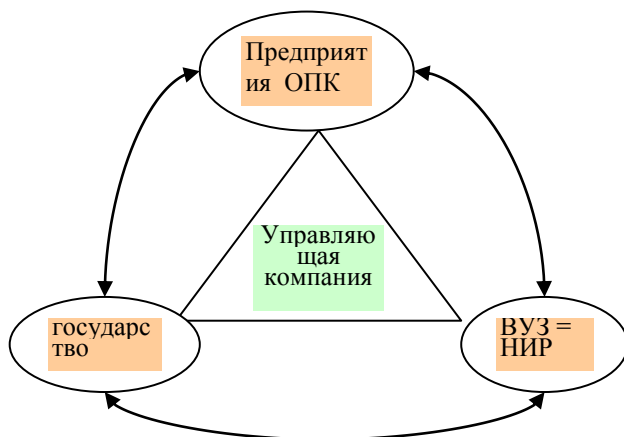 Предприят
ия ОПК
Управляю
щая
компания
государс
тво
ВУЗ =
НИР